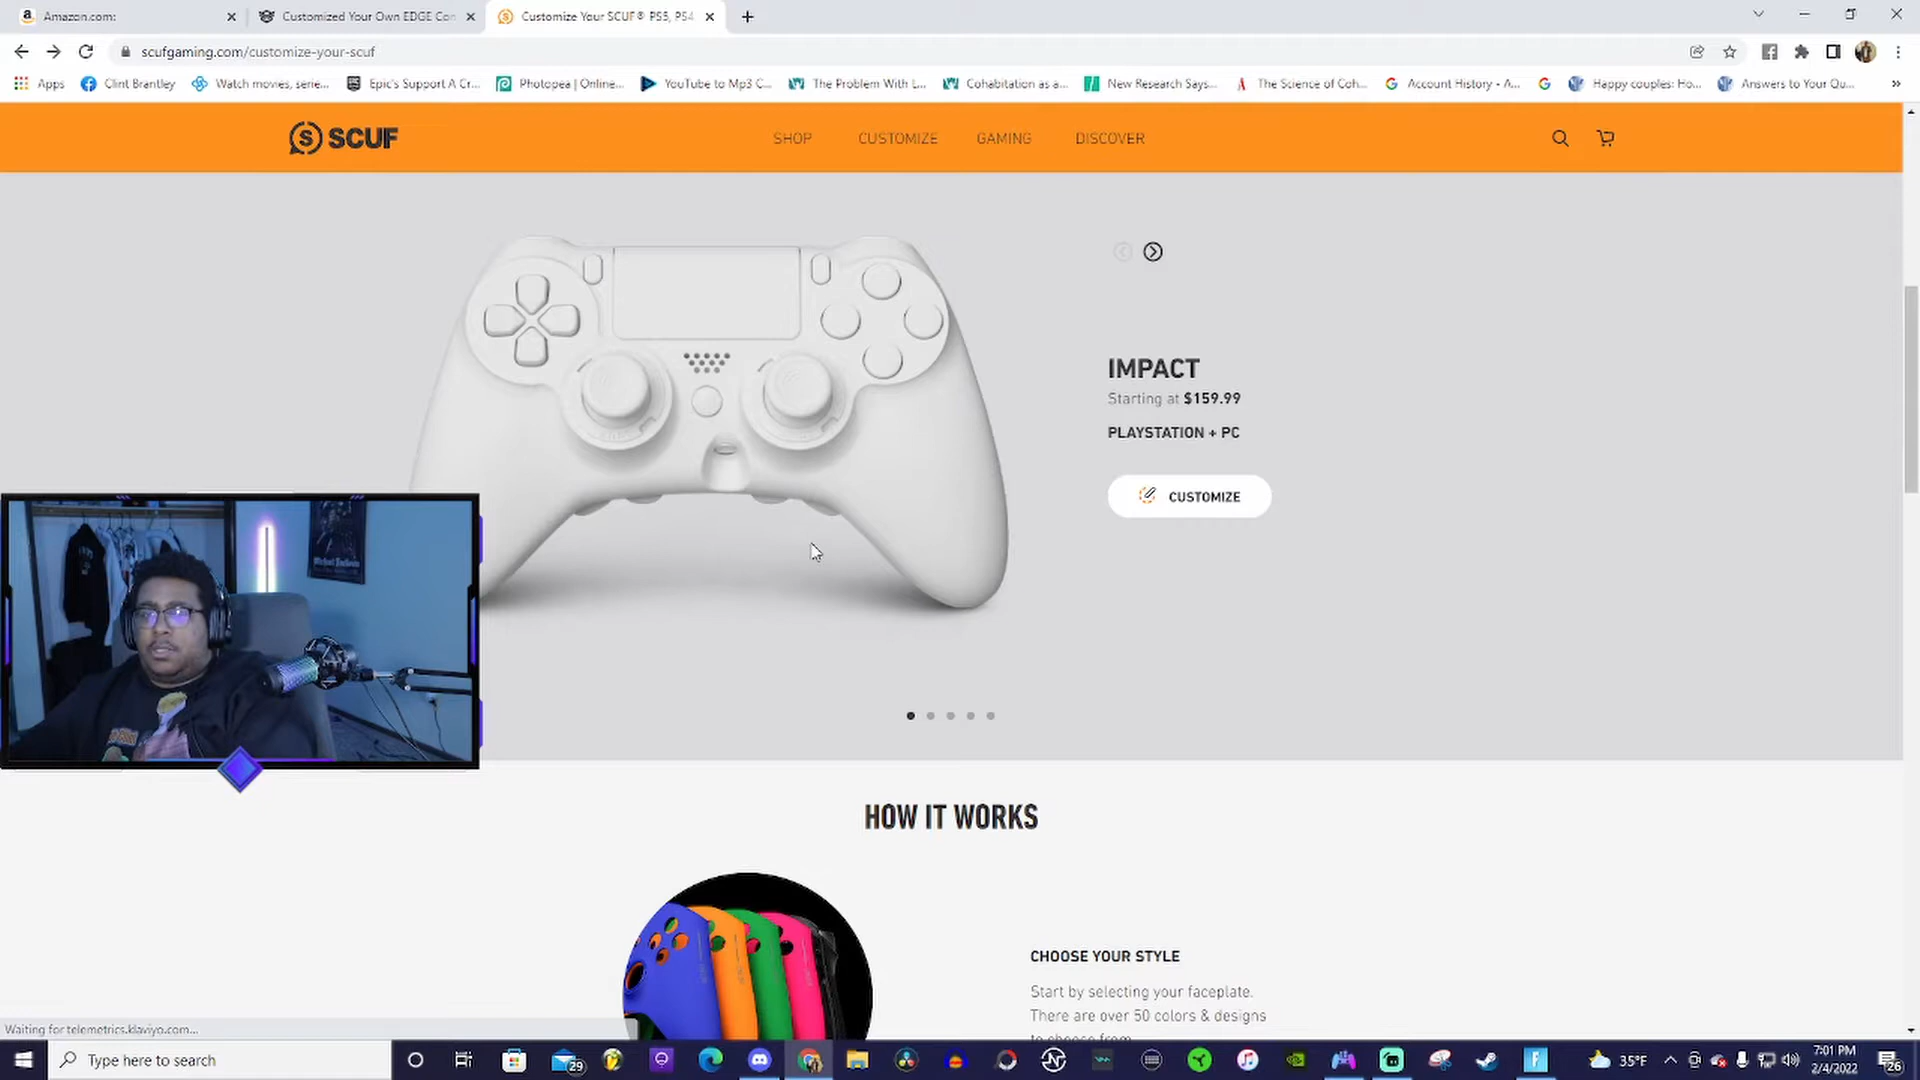 Amazon.com:
Customized Your Own EDGE Con
Customize Your SCUF® PS5, PS4
scufgaming.com/customize-your-scuf
Apps
Clint Brantley
Watch movies, serie...
Epic's Support A Cr...
Photopea | Online...
YouTube to Mp3 C...
The Problem With L...
Cohabitation as a...
New Research Says...
The Science of Coh...
Account History - A...
Happy couples: Ho...
Answers to Your Qu...
SCUF
SHOP
CUSTOMIZE
GAMING
DISCOVER
IMPACT
Starting at $159.99
PLAYSTATION + PC
CUSTOMIZE
HOW IT WORKS
CHOOSE YOUR STYLE
Start by selecting your faceplate.
There are over 50 colors & designs
to choose from
Waiting for telemetrics.klaviyo.com...
Type here to search
29
35°F
7:01 PM
2/4/2022
26